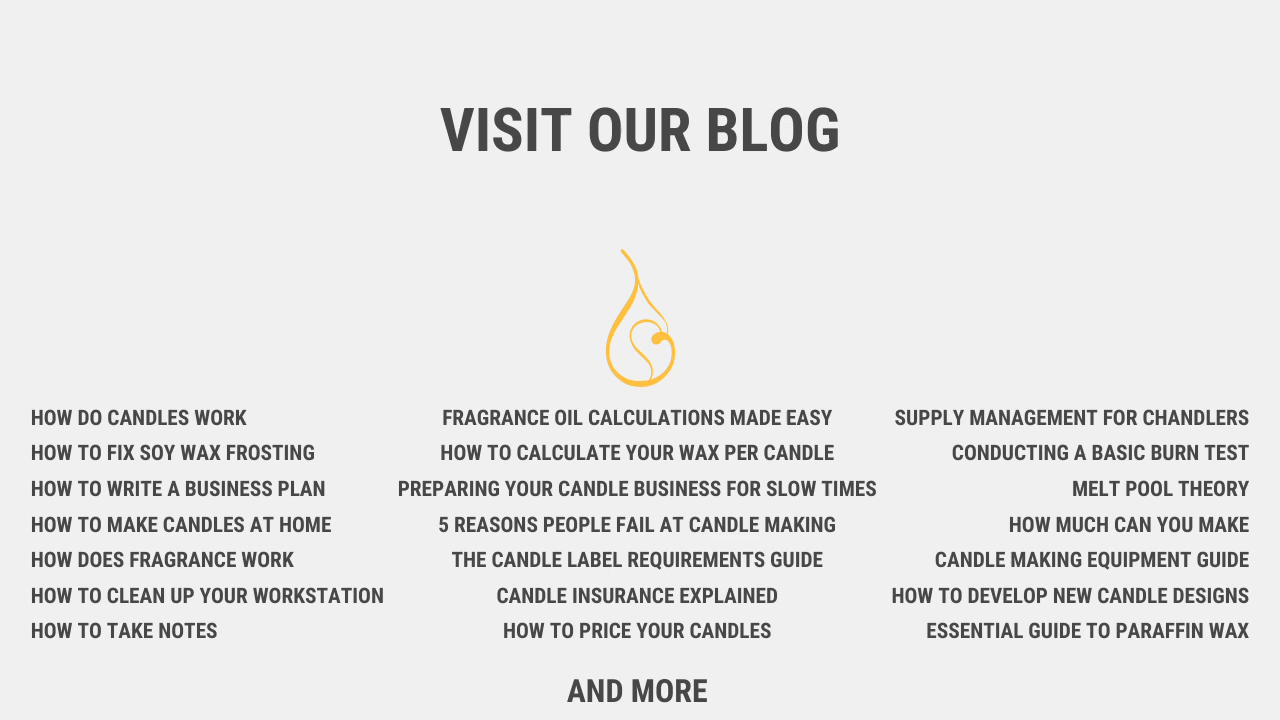 VISIT OUR BLOG
HOW DO CANDLES WORK
HOW TO FIX SOY WAX FROSTING
HOW TO WRITE A BUSINESS PLAN
HOW TO MAKE CANDLES AT HOME
HOW DOES FRAGRANCE WORK
HOW TO CLEAN UP YOUR WORKSTATION
HOW TO TAKE NOTES
FRAGRANCE OIL CALCULATIONS MADE EASY
HOW TO CALCULATE YOUR WAX PER CANDLE
PREPARING YOUR CANDLE BUSINESS FOR SLOW TIMES
5 REASONS PEOPLE FAIL AT CANDLE MAKING
THE CANDLE LABEL REQUIREMENTS GUIDE
CANDLE INSURANCE EXPLAINED
HOW TO PRICE YOUR CANDLES
SUPPLY MANAGEMENT FOR CHANDLERS
CONDUCTING A BASIC BURN TEST
MELT POOL THEORY
HOW MUCH CAN YOU MAKE
CANDLE MAKING EQUIPMENT GUIDE
HOW TO DEVELOP NEW CANDLE DESIGNS
ESSENTIAL GUIDE TO PARAFFIN WAX
AND MORE